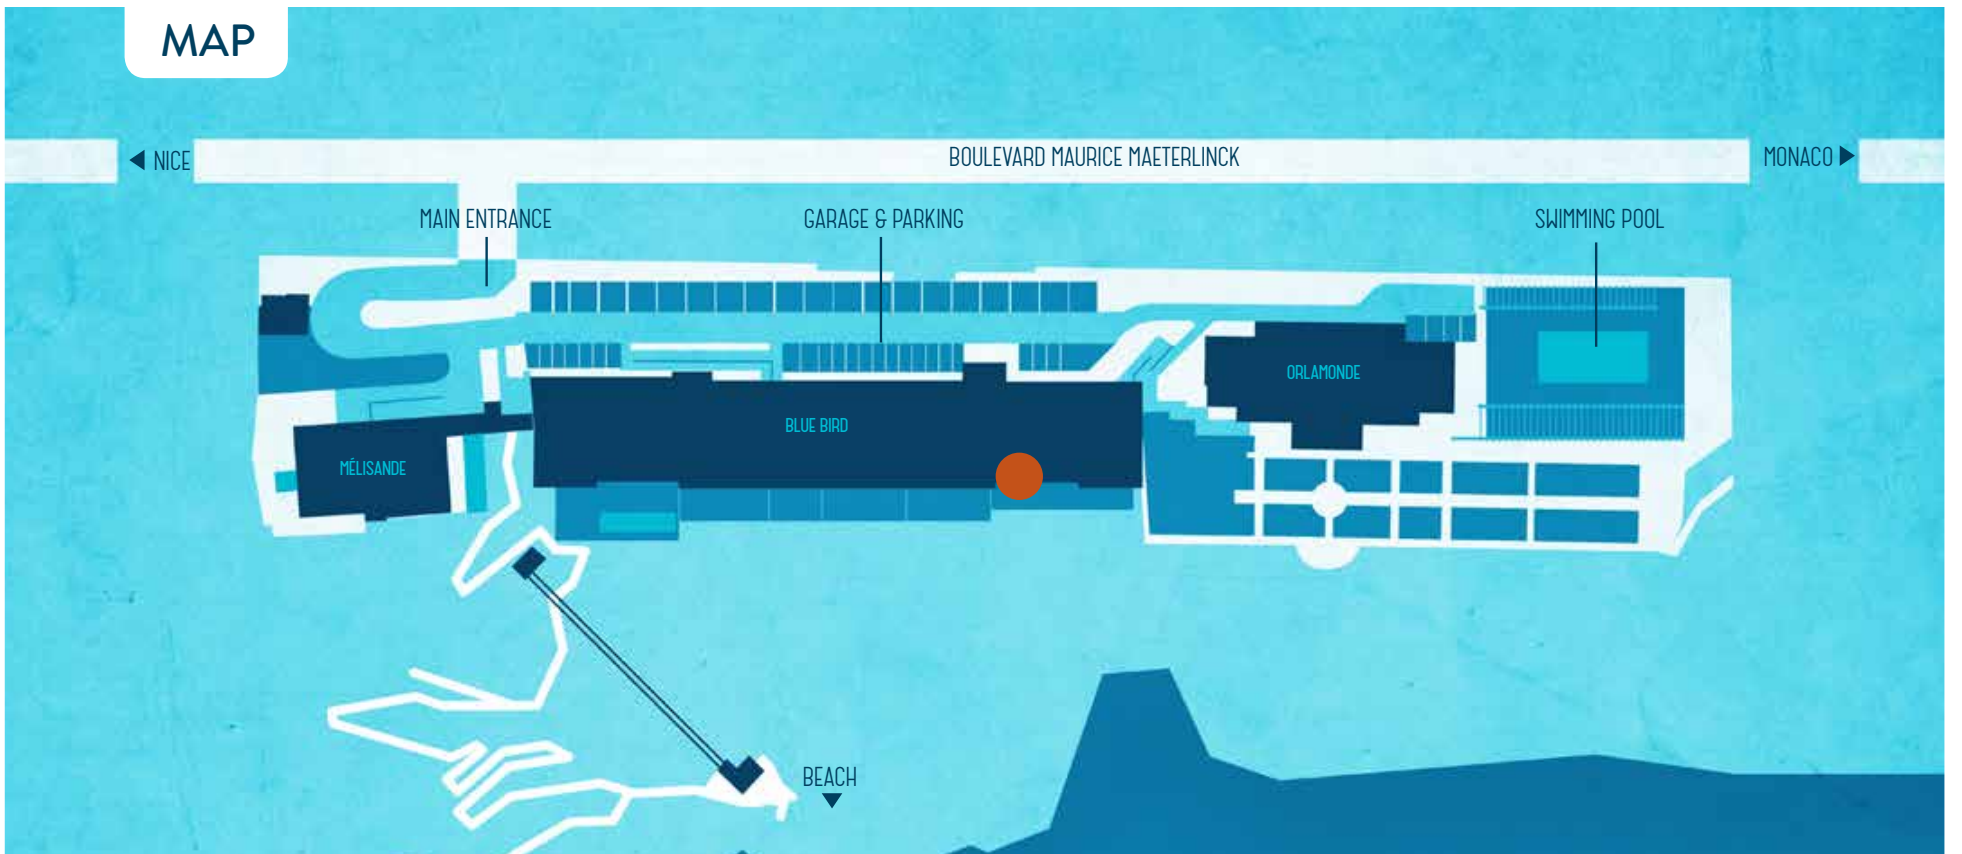 MAP
NICE
BOULEVARD MAURICE MAETERLINCK
MONACO
MAIN ENTRANCE
GARAGE & PARKING
SWIMMING POOL
ORLAMONDE
BLUE BIRD
MÉLISANDE
BEACH